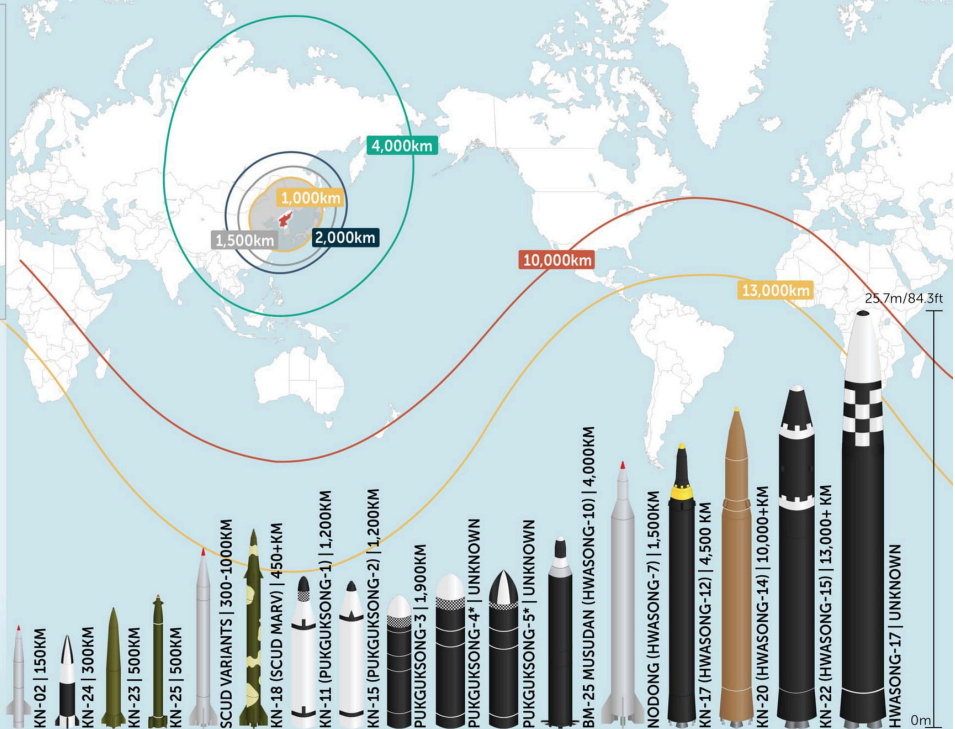 4,000km
1,000km
1,500km
2,000km
10,000km
13,000km
25.7m/84.3ft
0m
KN-02 | 150KM
KN-24 | 300KM
KN-23 | 500KM
KN-25 | 500KM
SCUD VARIANTS | 300-1000KM
KN-18 (SCUD MARV) | 450+KM
KN-11 (PUKGUKSONG-1) | 1,200KM
KN-15 (PUKGUKSONG-2) | 1,200KM
PUKGUKSONG-3 | 1,900KM
PUKGUKSONG-4* | UNKNOWN
PUKGUKSONG-5* | UNKNOWN
BM-25 MUSUDAN (HWASONG-10) | 4,000KM
NODONG (HWASONG-7) | 1,500KM
KN-17 (HWASONG-12) | 4,500 KM
KN-20 (HWASONG-14) | 10,000+KM
KN-22 (HWASONG-15) | 13,000+ KM
HWASONG-17 | UNKNOWN